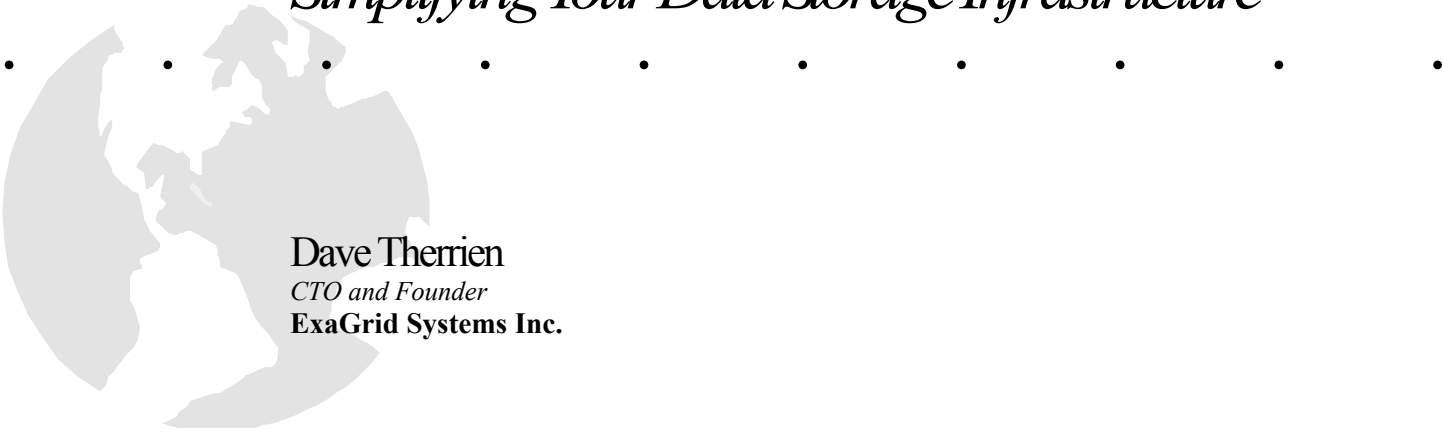 Simplifying Your Data Storage Infrastructure
Dave Therrien
CTO and Founder
ExaGrid Systems Inc.